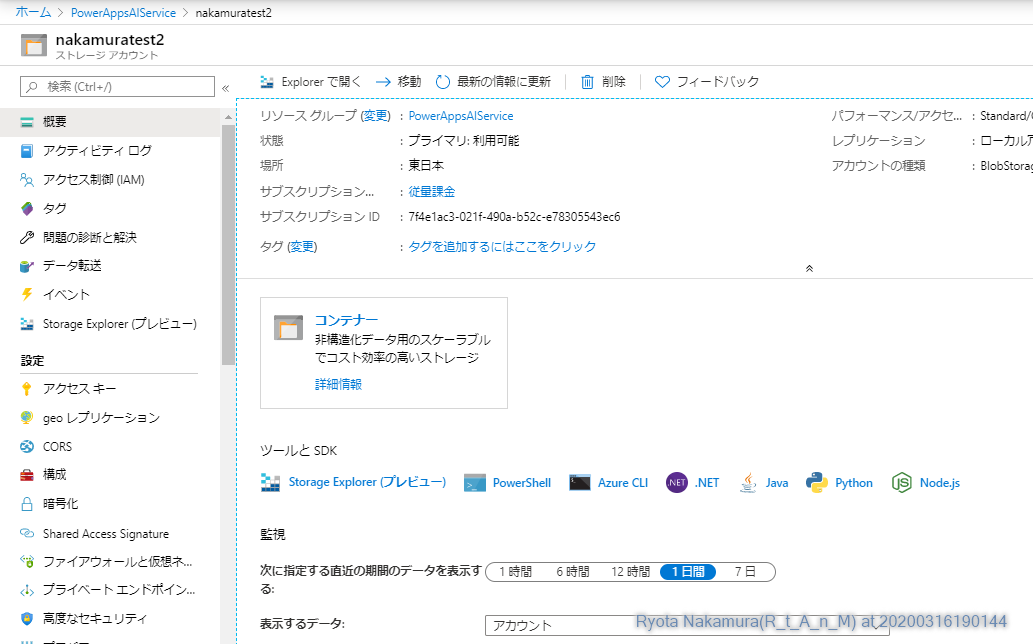 ホーム > PowerAppsAIService > nakamuratest2
nakamuratest2
ストレージ アカウント
検索 (Ctrl+/)
«
Explorer で開く
移動
最新の情報に更新
削除
フィードバック
概要
アクティビティ ログ
アクセス制御 (IAM)
タグ
問題の診断と解決
データ転送
イベント
Storage Explorer (プレビュー)
設定
アクセス キー
geo レプリケーション
CORS
構成
暗号化
Shared Access Signature
ファイアウォールと仮想ネ...
プライベート エンドポイン...
高度なセキュリティ
リソース グループ (変更) : PowerAppsAIService
状態 : プライマリ: 利用可能
場所 : 東日本
サブスクリプション... : 従量課金
サブスクリプション ID : 7f4e1ac3-021f-490a-b52c-e78305543ec6
タグ (変更) : タグを追加するにはここをクリック
パフォーマンス/アクセ... : Standard/
レプリケーション : ローカル
アカウントの種類 : BlobStorag
コンテナー
非構造化データ用のスケーラブル
でコスト効率の高いストレージ
詳細情報
ツールと SDK
Storage Explorer (プレビュー)
PowerShell
Azure CLI
.NET
Java
Python
Node.js
監視
次に指定する直近の期間のデータを表示す
る:
1 時間 6 時間 12 時間 1 日間 7 日
表示するデータ:
アカウント
Ryota Nakamura(R_t_A_n_M) at 20200316190144